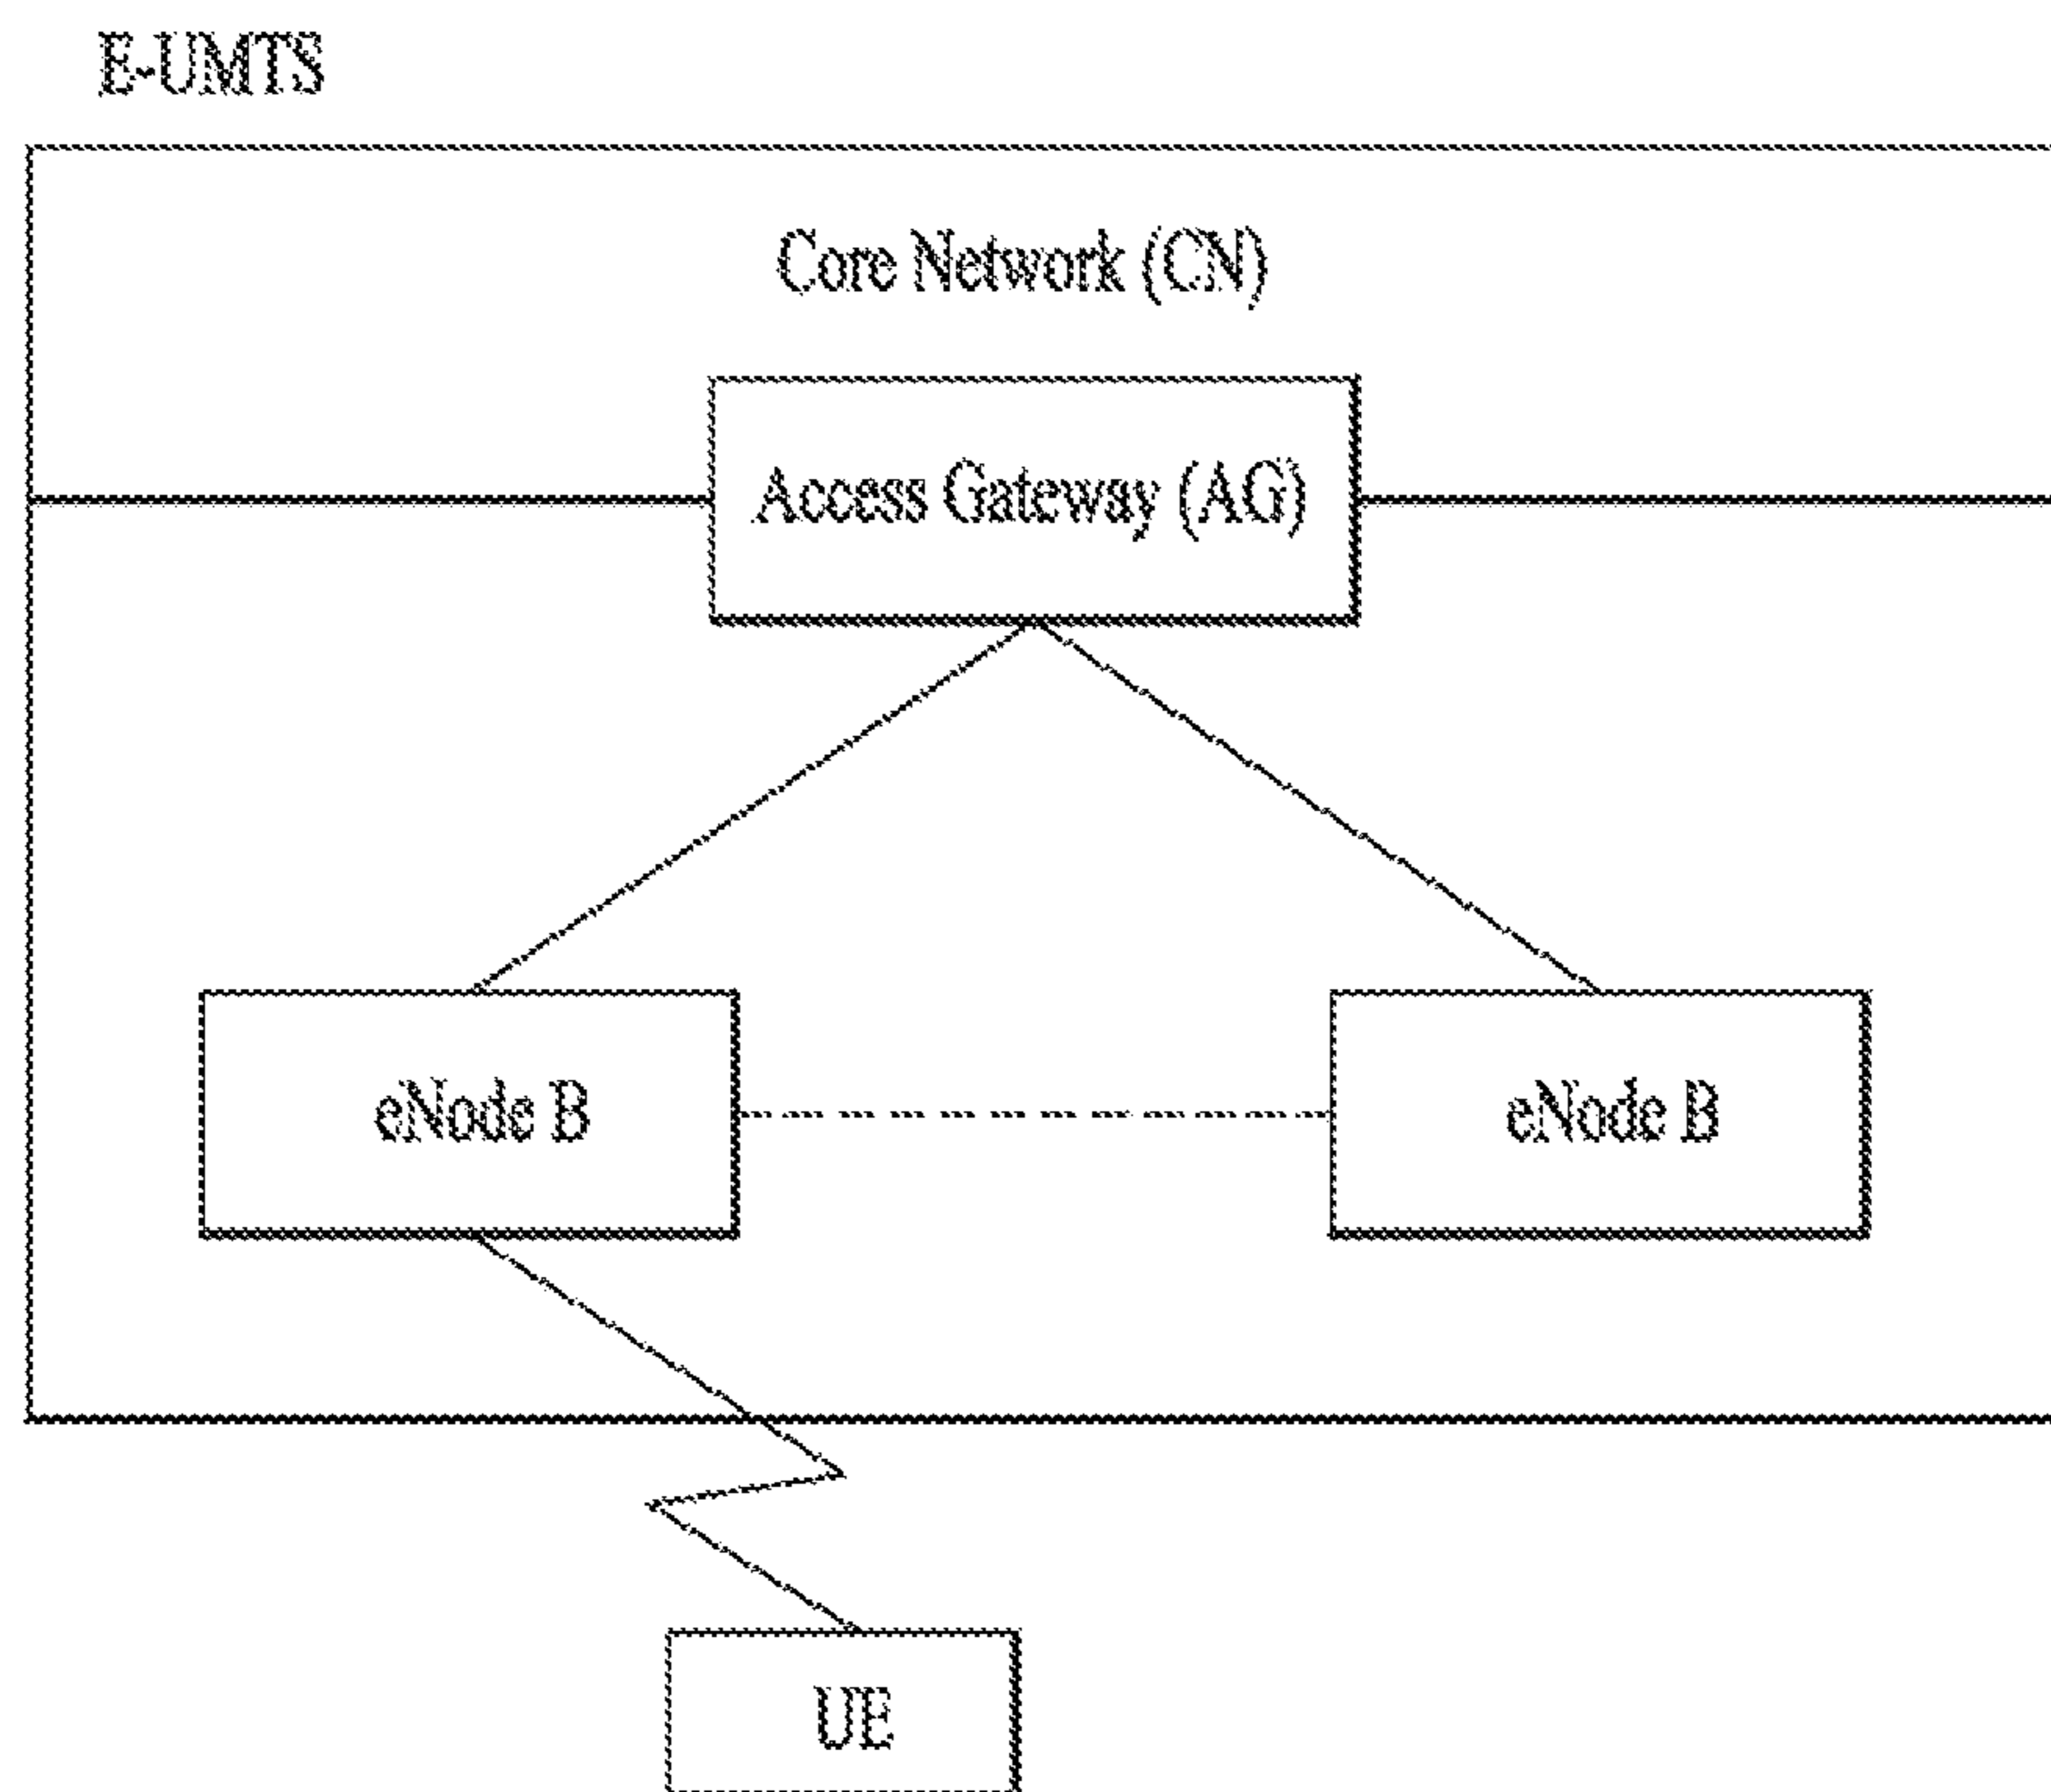 E-UMTS
Core Network (CN)
Access Gateway (AG)
eNode B
eNode B
UE